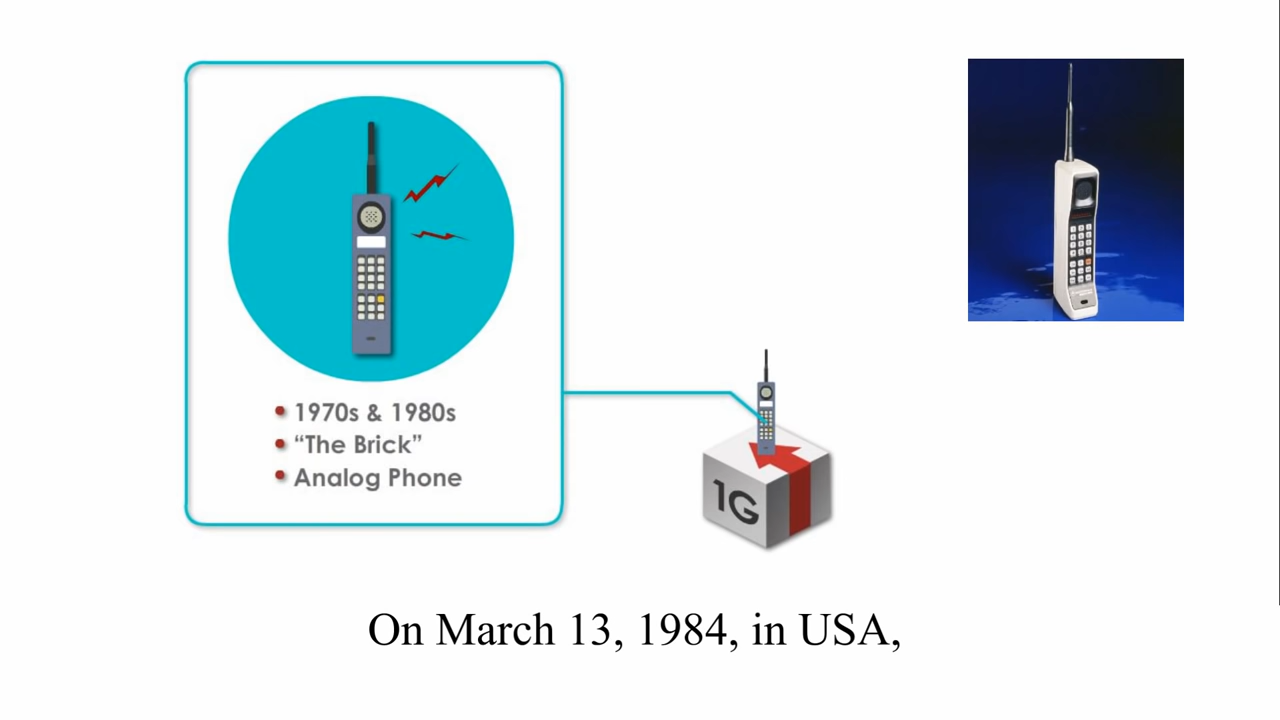 1970s & 1980s
“The Brick”
Analog Phone
1G
On March 13, 1984, in USA,